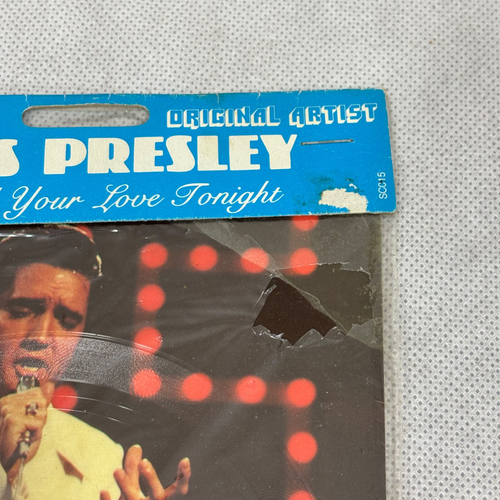 ORIGINAL ARTIST
S PRESLEY
Your Love Tonight
SCC15